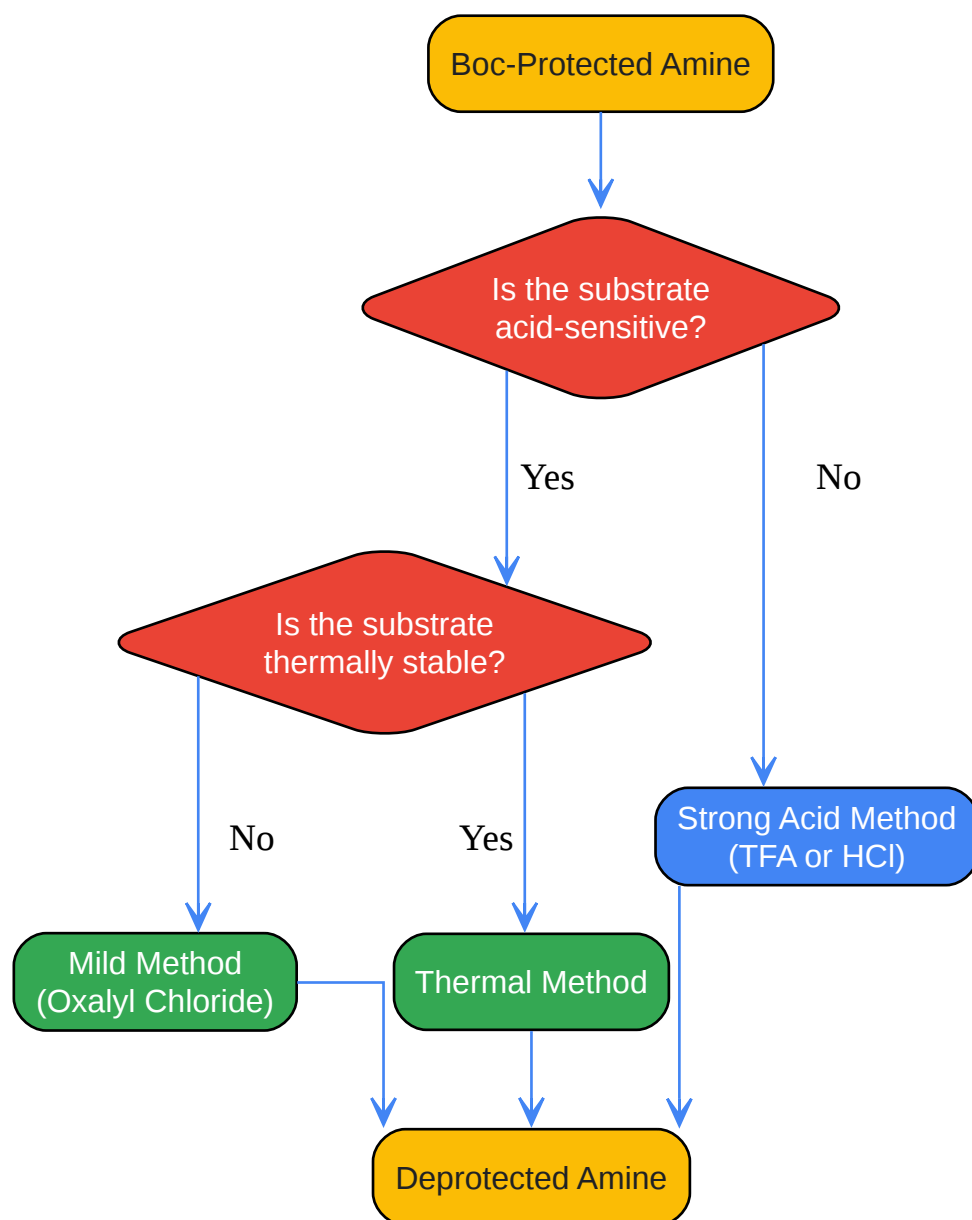 Boc-Protected Amine
Is the substrate
acid-sensitive?
Yes
No
Is the substrate
thermally stable?
No
Yes
Strong Acid Method
(TFA or HCl)
Mild Method
(Oxalyl Chloride)
Thermal Method
Deprotected Amine